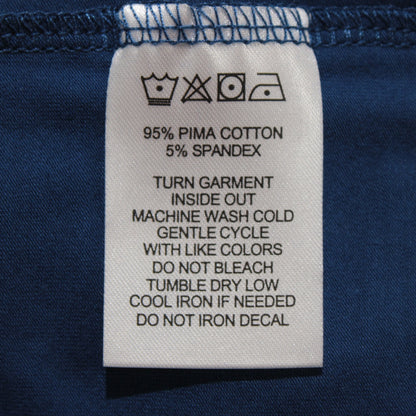 95% PIMA COTTON
5% SPANDEX
TURN GARMENT
INSIDE OUT
MACHINE WASH COLD
GENTLE CYCLE
WITH LIKE COLORS
DO NOT BLEACH
TUMBLE DRY LOW
COOL IRON IF NEEDED
DO NOT IRON DECAL